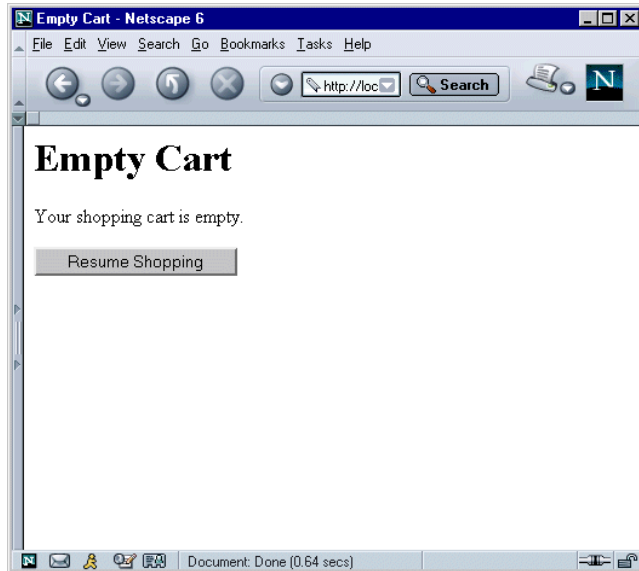 Empty Cart - Netscape 6
File Edit View Search Go Bookmarks Tasks Help
http://loc Search N
Empty Cart
Your shopping cart is empty.
Resume Shopping
Document: Done (0.64 secs)